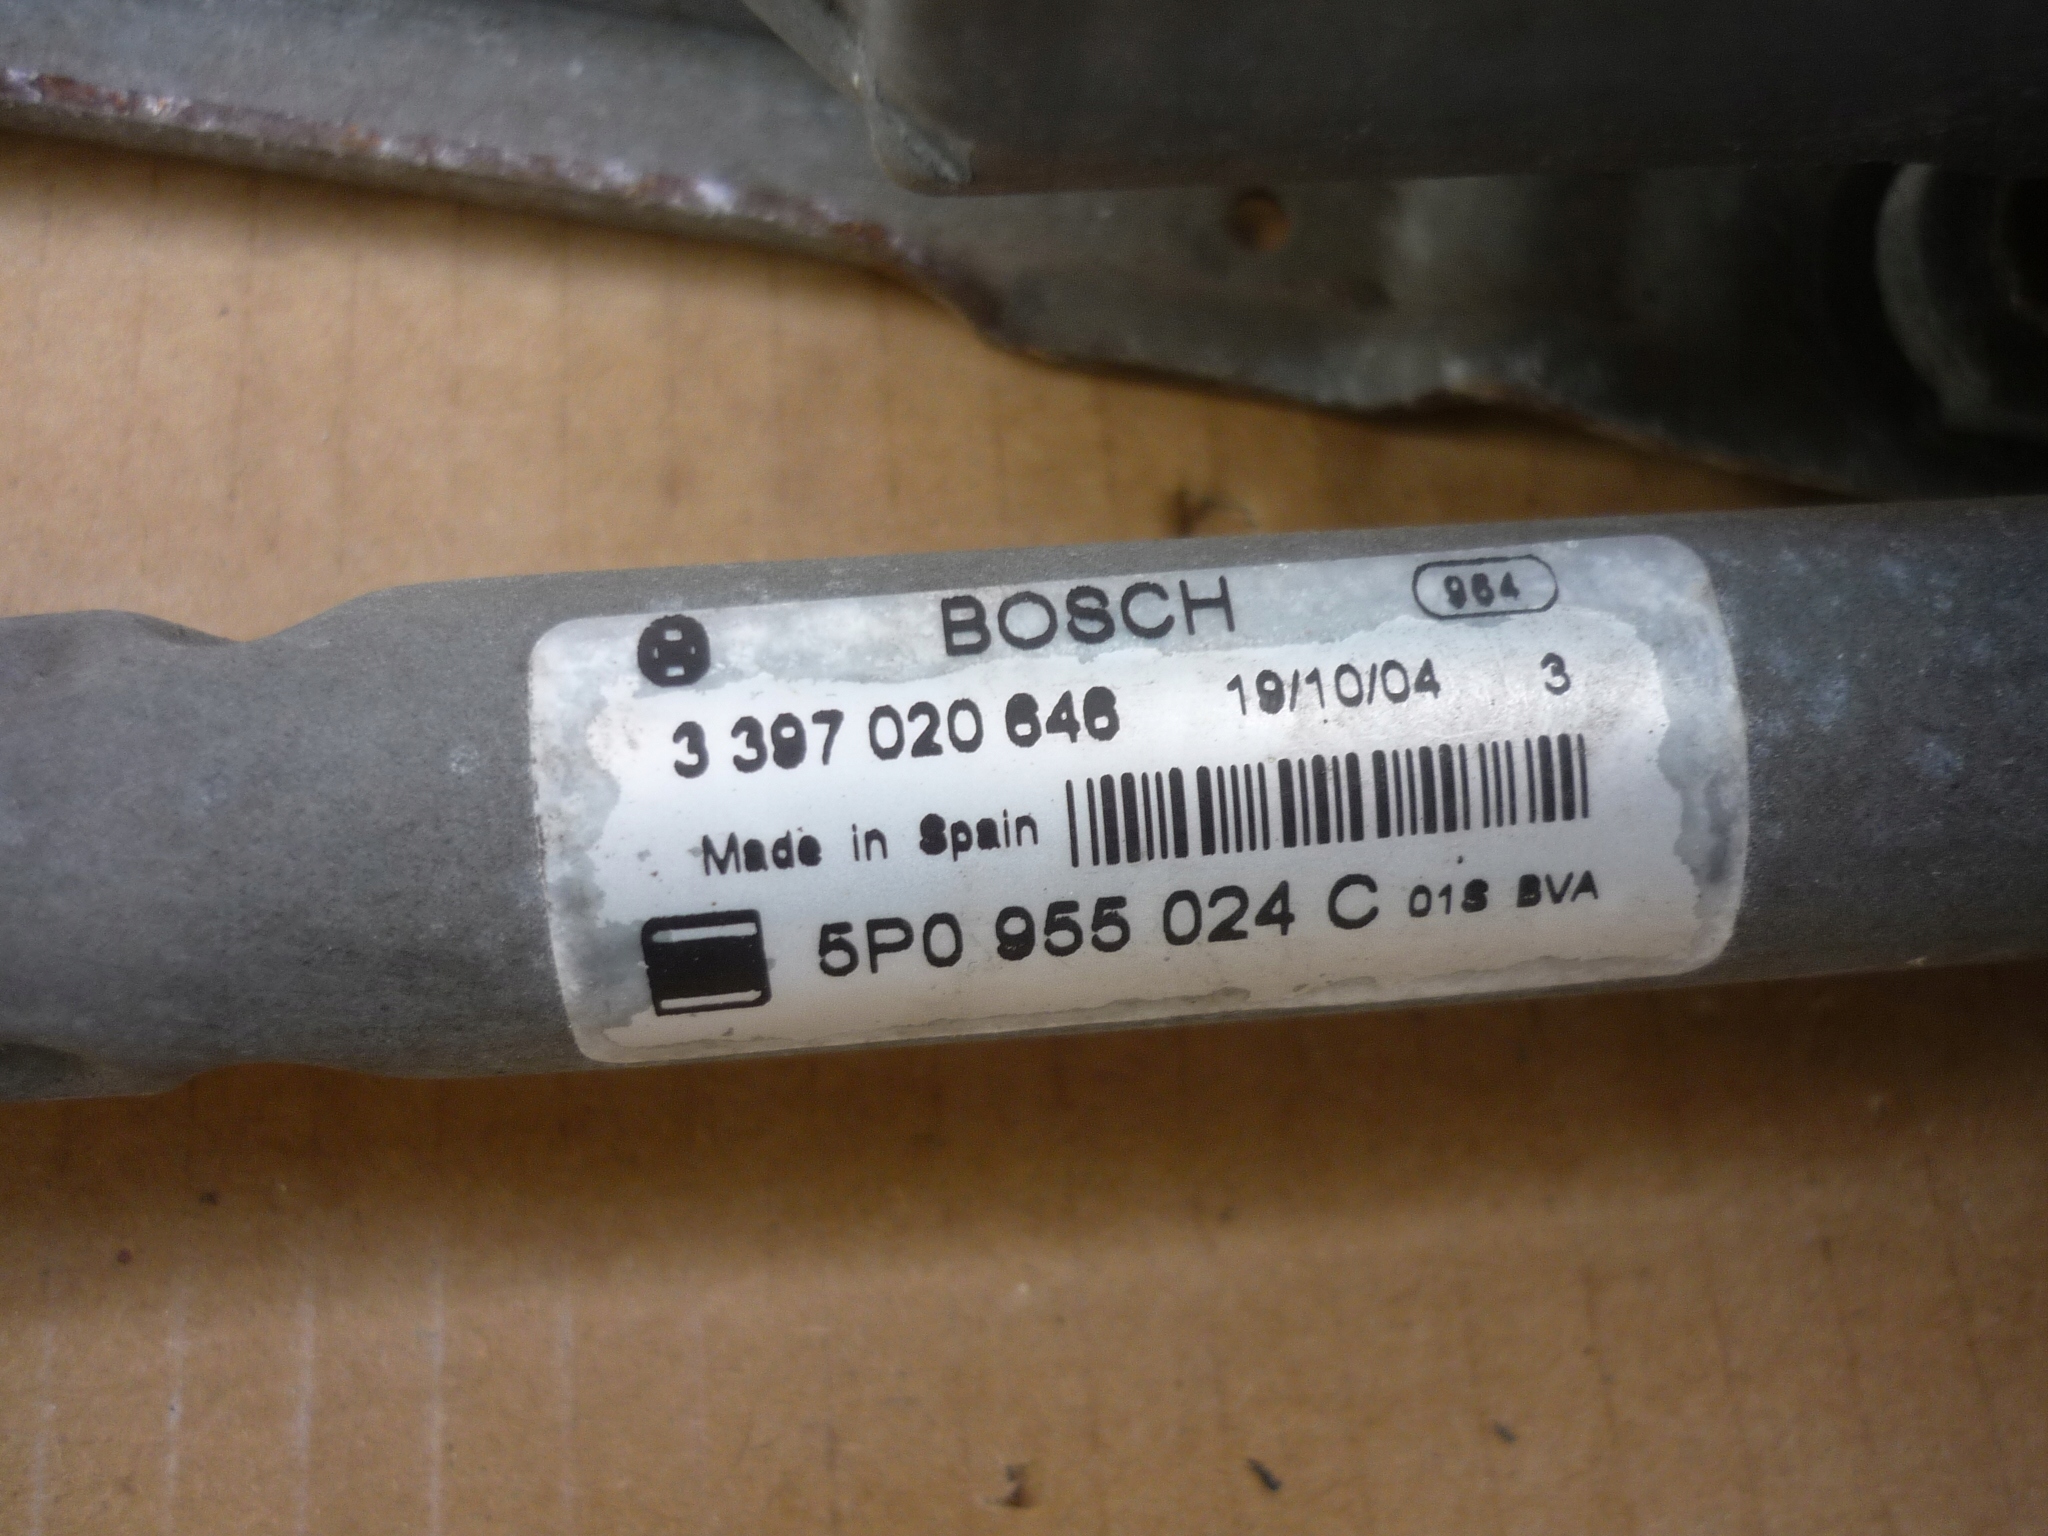 BOSCH 964
3 397 020 646 19/10/04 3
Made in Spain
5P0 955 024 C 01S BVA